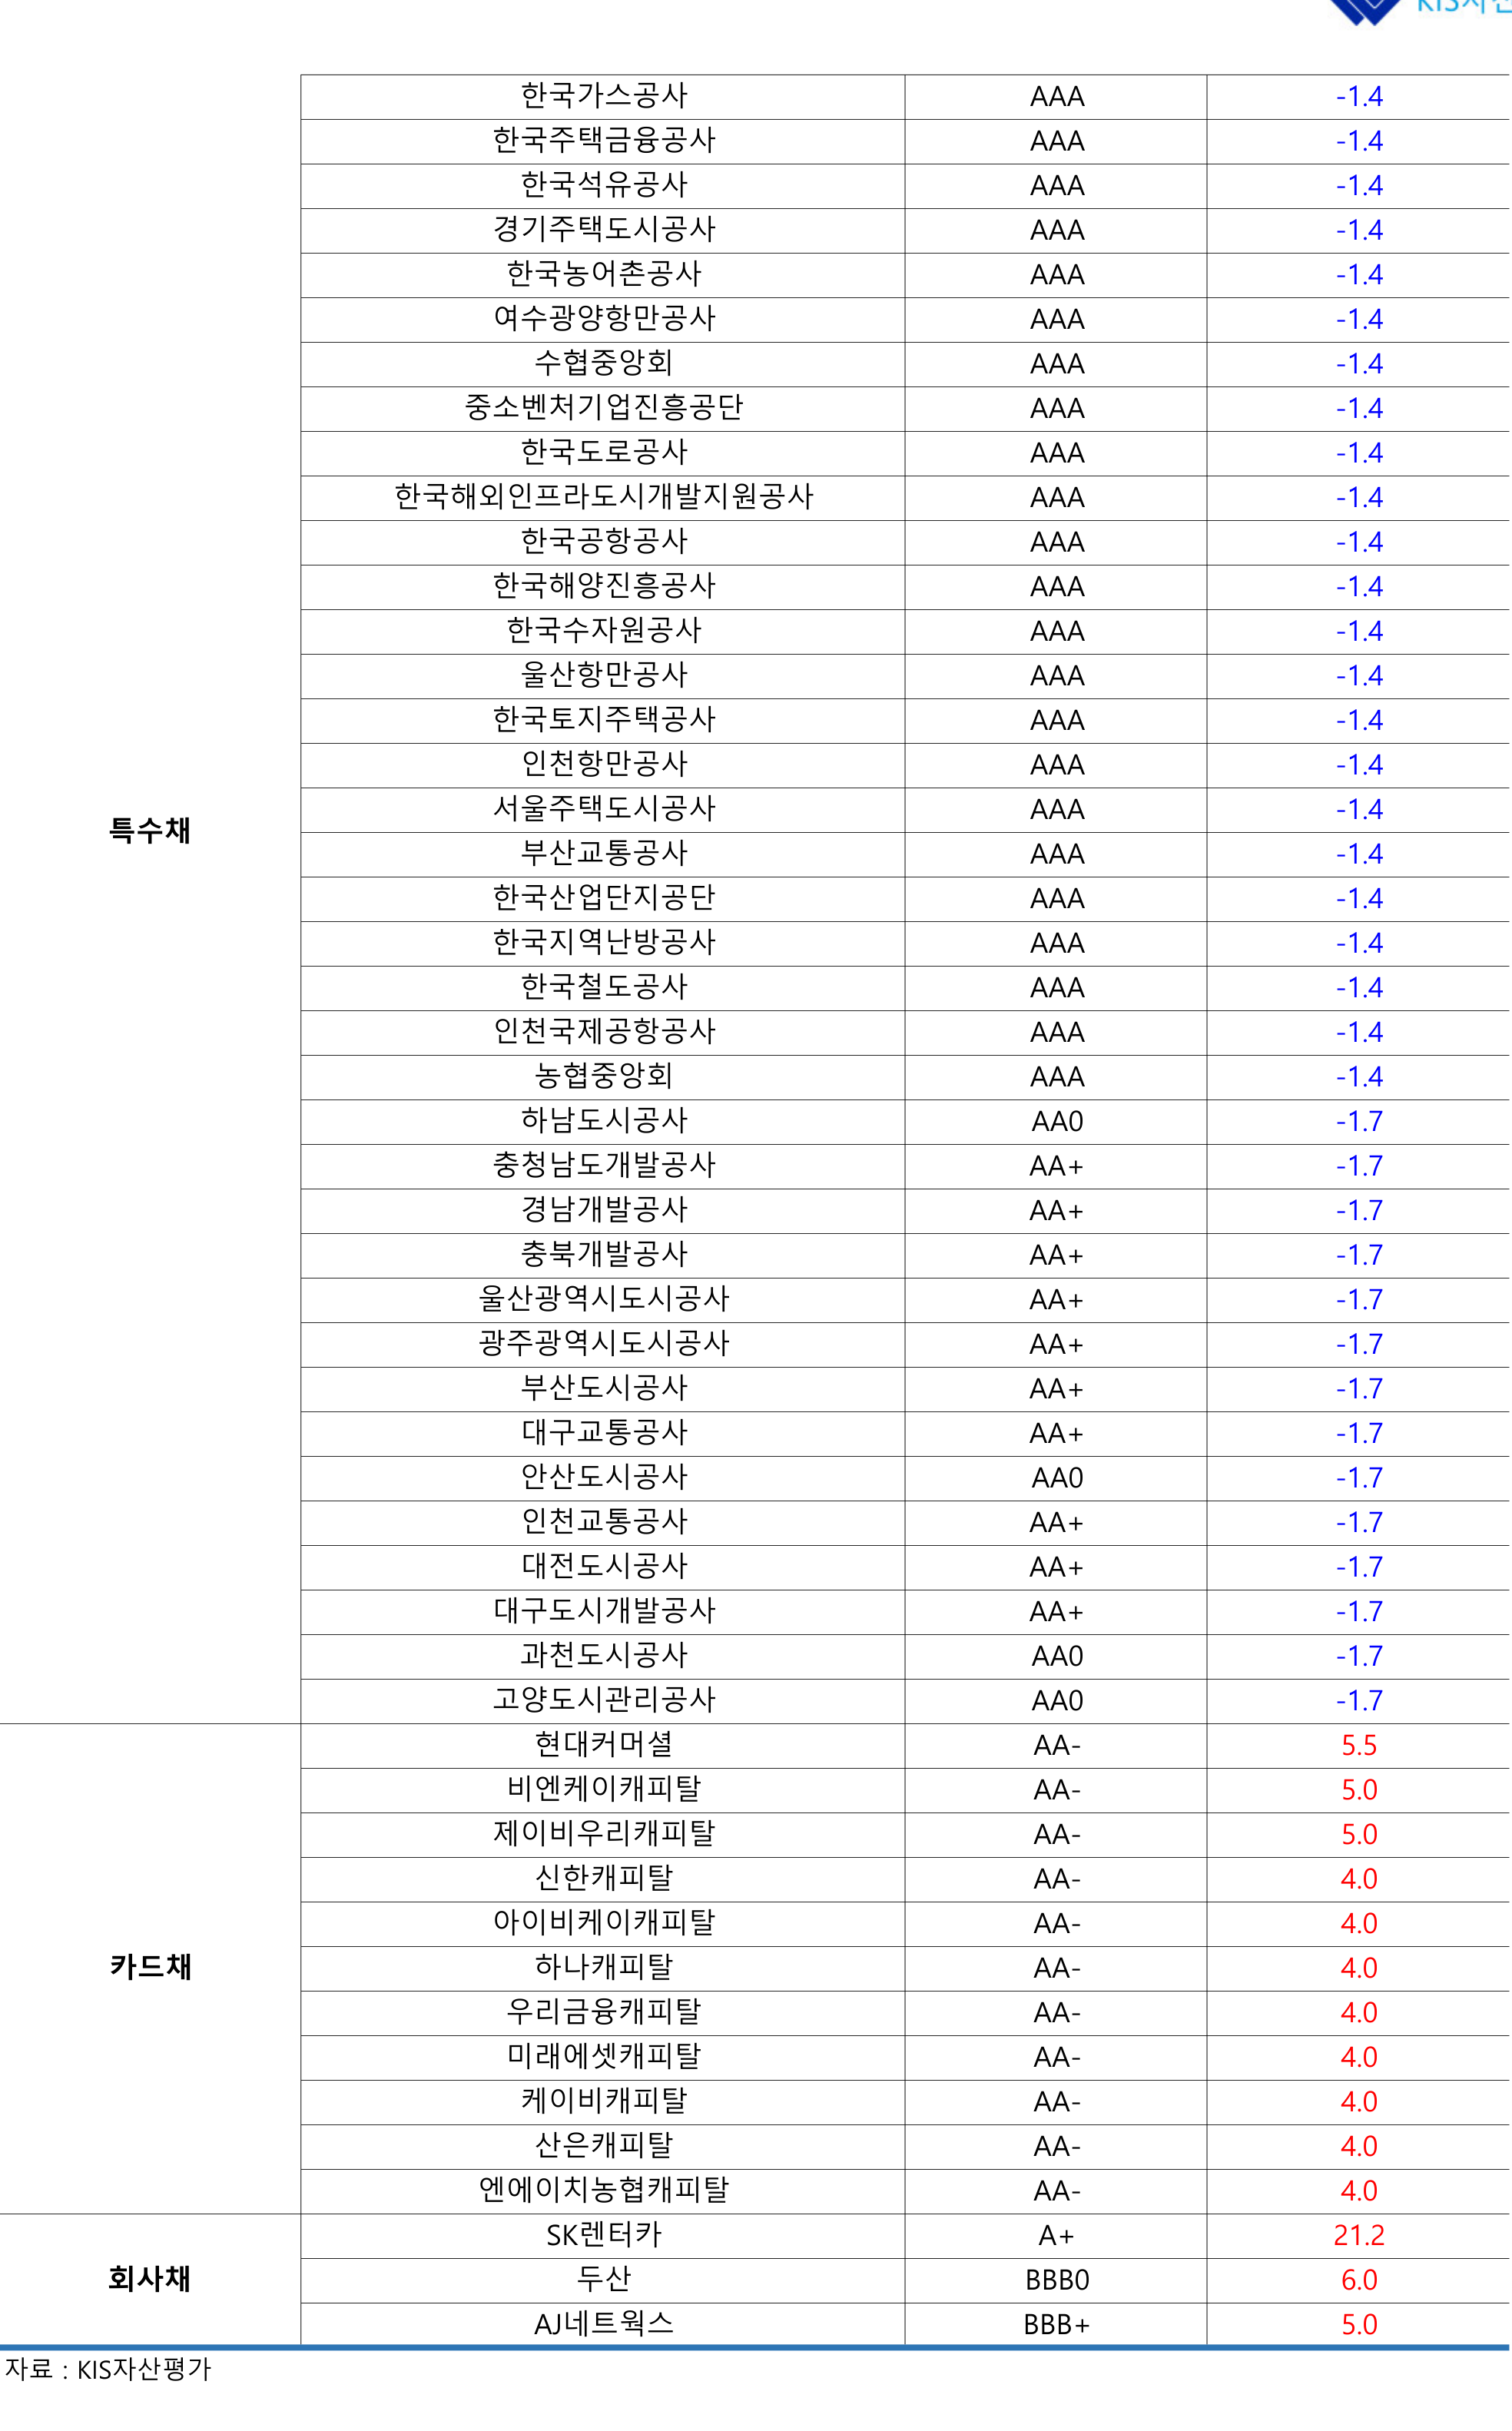 KIS자산
한국가스공사 AAA -1.4
한국주택금융공사 AAA -1.4
한국석유공사 AAA -1.4
경기주택도시공사 AAA -1.4
한국농어촌공사 AAA -1.4
여수광양항만공사 AAA -1.4
수협중앙회 AAA -1.4
중소벤처기업진흥공단 AAA -1.4
한국도로공사 AAA -1.4
한국해외인프라도시개발지원공사 AAA -1.4
한국공항공사 AAA -1.4
한국해양진흥공사 AAA -1.4
한국수자원공사 AAA -1.4
울산항만공사 AAA -1.4
한국토지주택공사 AAA -1.4
인천항만공사 AAA -1.4
서울주택도시공사 AAA -1.4
특수채
부산교통공사 AAA -1.4
한국산업단지공단 AAA -1.4
한국지역난방공사 AAA -1.4
한국철도공사 AAA -1.4
인천국제공항공사 AAA -1.4
농협중앙회 AAA -1.4
하남도시공사 AA0 -1.7
충청남도개발공사 AA+ -1.7
경남개발공사 AA+ -1.7
충북개발공사 AA+ -1.7
울산광역시도시공사 AA+ -1.7
광주광역시도시공사 AA+ -1.7
부산도시공사 AA+ -1.7
대구교통공사 AA+ -1.7
안산도시공사 AA0 -1.7
인천교통공사 AA+ -1.7
대전도시공사 AA+ -1.7
대구도시개발공사 AA+ -1.7
과천도시공사 AA0 -1.7
고양도시관리공사 AA0 -1.7
현대커머셜 AA- 5.5
비엔케이캐피탈 AA- 5.0
제이비우리캐피탈 AA- 5.0
신한캐피탈 AA- 4.0
아이비케이캐피탈 AA- 4.0
카드채 하나캐피탈 AA- 4.0
우리금융캐피탈 AA- 4.0
미래에셋캐피탈 AA- 4.0
케이비캐피탈 AA- 4.0
산은캐피탈 AA- 4.0
엔에이치농협캐피탈 AA- 4.0
SK렌터카 A+ 21.2
회사채 두산 BBB0 6.0
AJ네트웍스 BBB+ 5.0
자료 : KIS자산평가